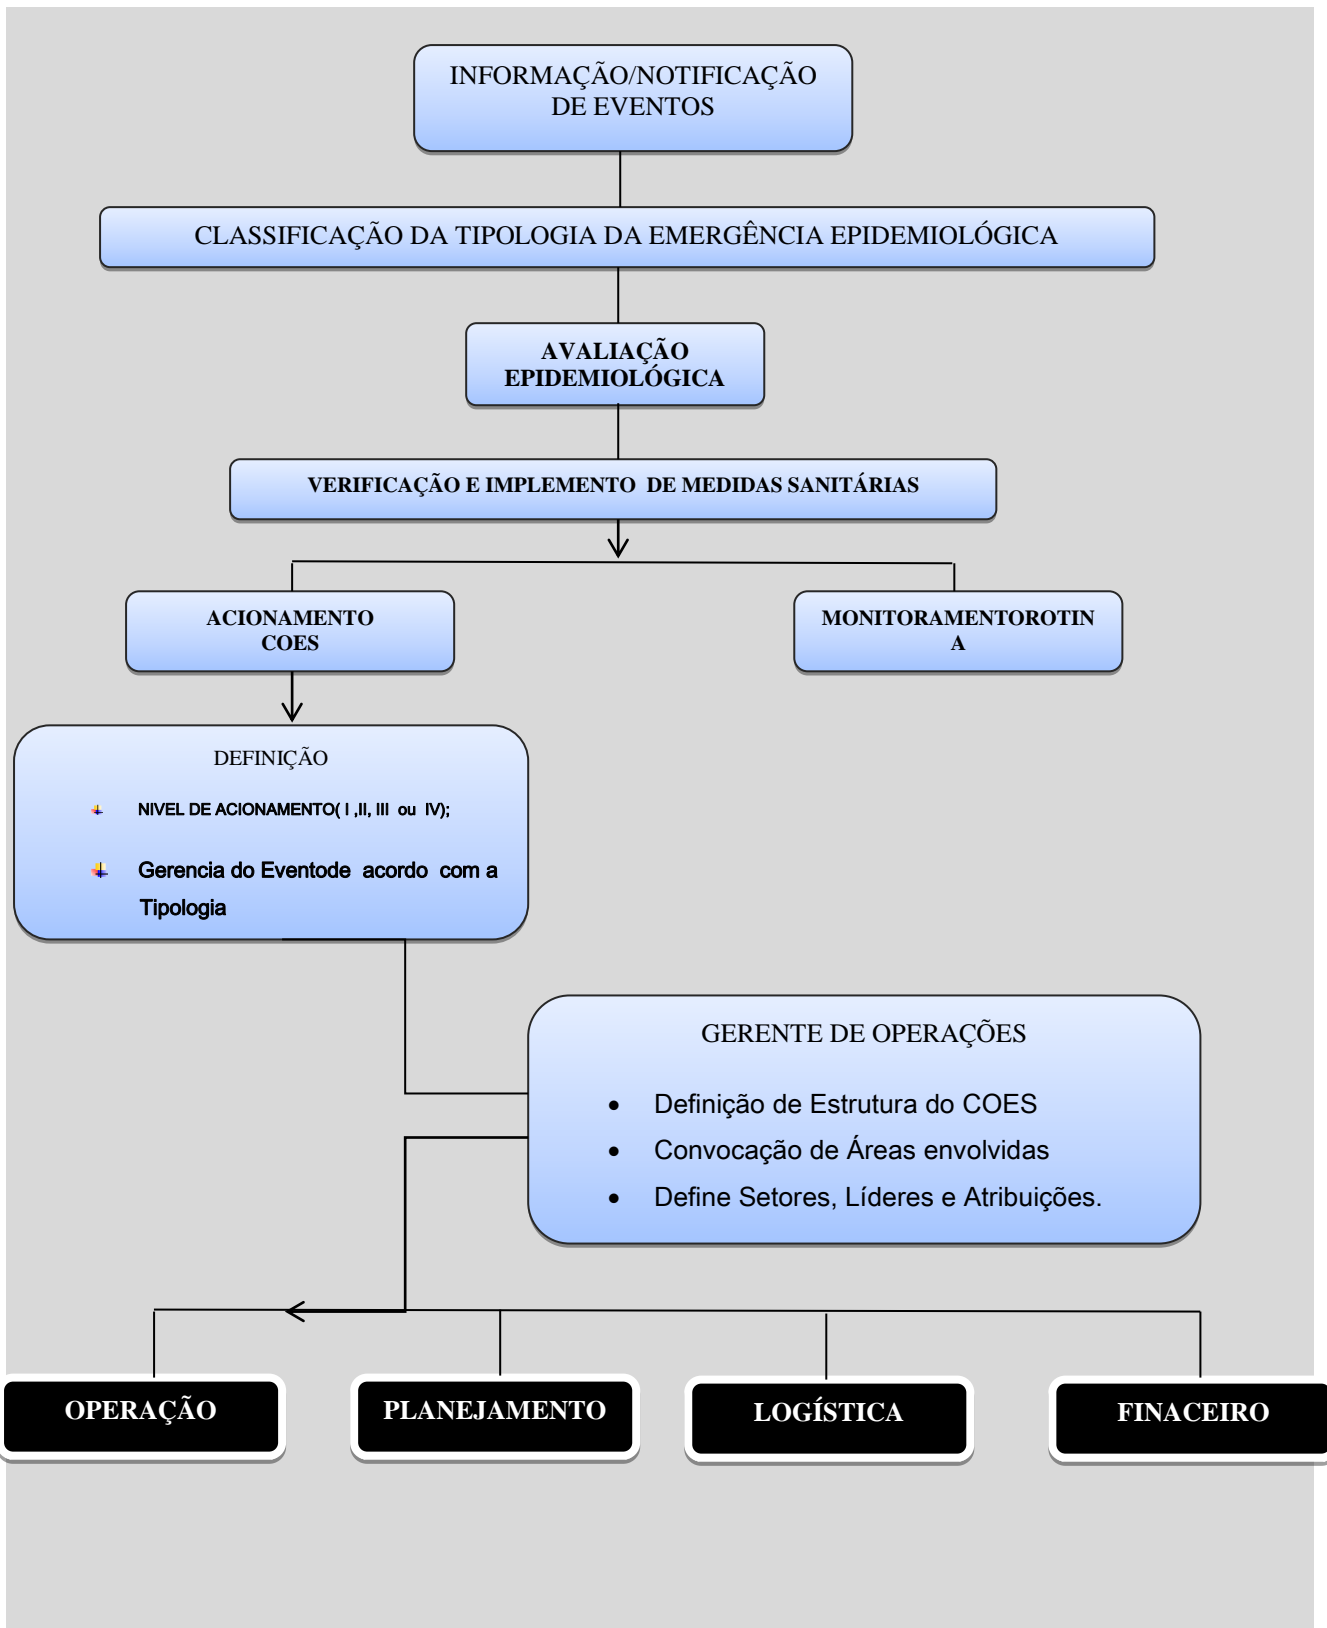 INFORMAÇÃO/NOTIFICAÇÃO
DE EVENTOS
CLASSIFICAÇÃO DA TIPOLOGIA DA EMERGÊNCIA EPIDEMIOLÓGICA
AVALIAÇÃO
EPIDEMIOLÓGICA
VERIFICAÇÃO E IMPLEMENTO DE MEDIDAS SANITÁRIAS
ACIONAMENTO
COES
MONITORAMENTOROTIN
A
DEFINIÇÃO
NIVEL DE ACIONAMENTO( I ,II, III ou IV);
Gerencia do Eventode acordo com a
Tipologia
GERENTE DE OPERAÇÕES
• Definição de Estrutura do COES
• Convocação de Áreas envolvidas
• Define Setores, Líderes e Atribuições.
OPERAÇÃO
PLANEJAMENTO
LOGÍSTICA
FINACEIRO